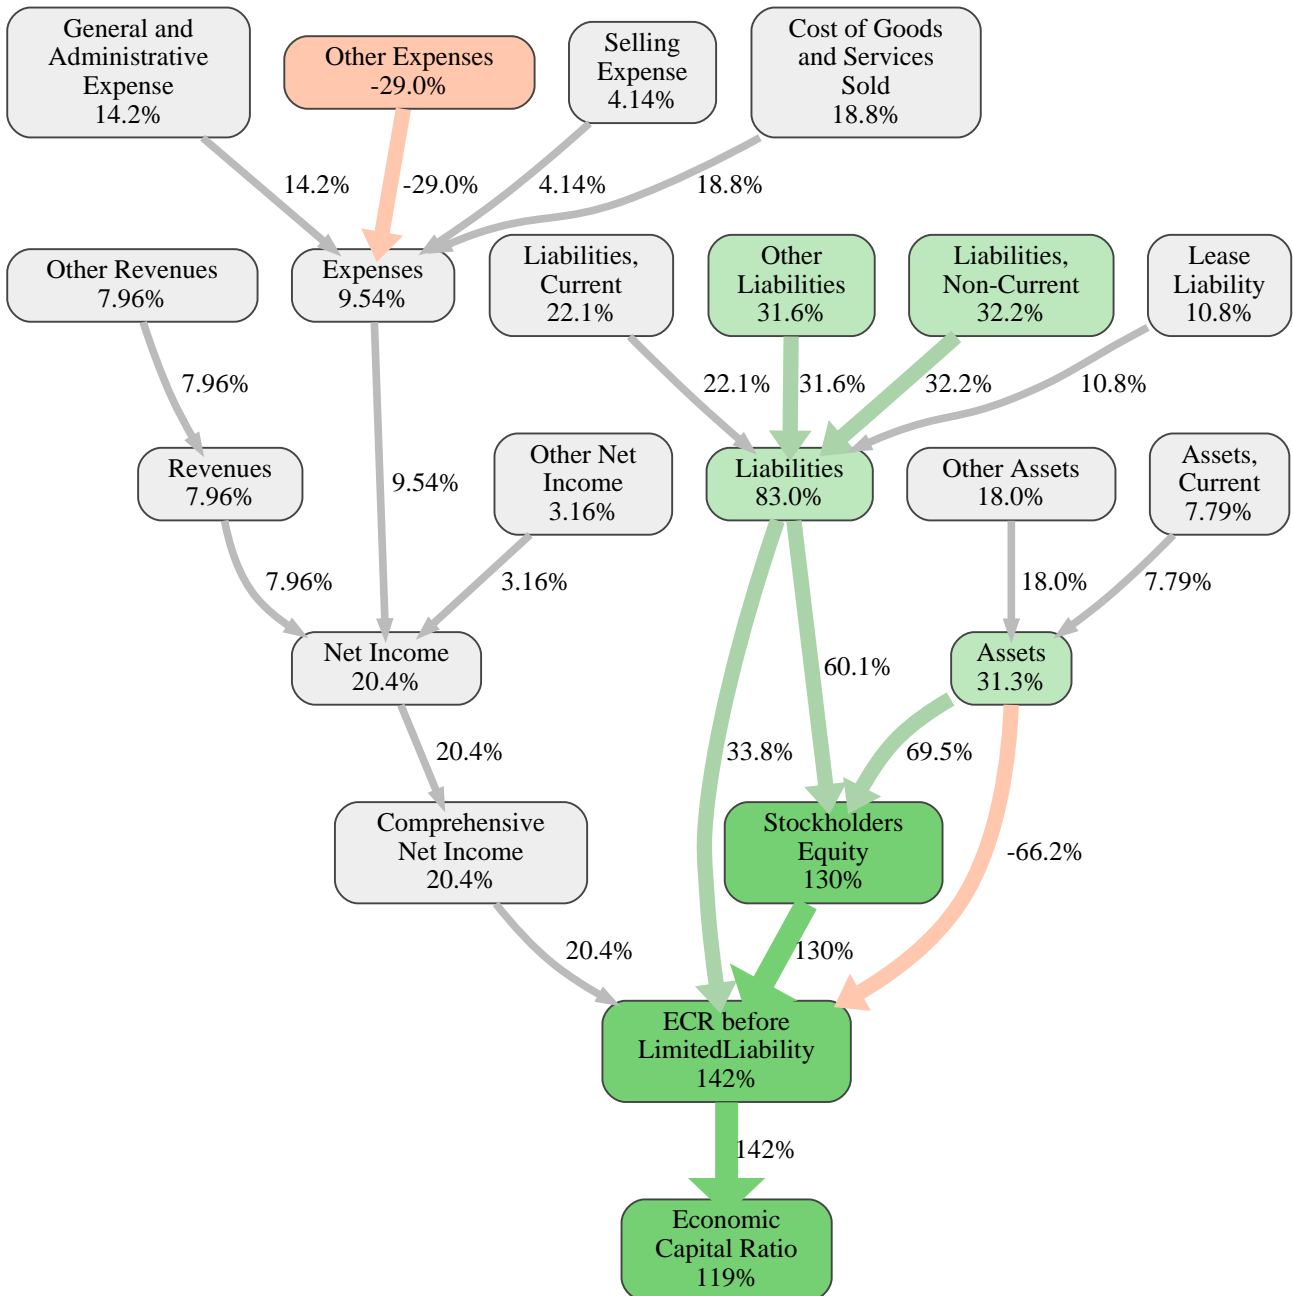 General and
Administrative
Expense
14.2%
Other Expenses
-29.0%
Selling
Expense
4.14%
Cost of Goods
and Services
Sold
18.8%
14.2%
-29.0%
4.14%
18.8%
Other Revenues
7.96%
Expenses
9.54%
Liabilities,
Current
22.1%
Other
Liabilities
31.6%
Liabilities,
Non-Current
32.2%
Lease
Liability
10.8%
7.96%
22.1%
31.6%
32.2%
10.8%
Revenues
7.96%
9.54%
Other Net
Income
3.16%
Liabilities
83.0%
Other Assets
18.0%
Assets,
Current
7.79%
7.96%
3.16%
18.0%
7.79%
Net Income
20.4%
60.1%
Assets
31.3%
20.4%
33.8%
69.5%
Comprehensive
Net Income
20.4%
Stockholders
Equity
130%
-66.2%
20.4%
130%
ECR before
LimitedLiability
142%
142%
Economic
Capital Ratio
119%